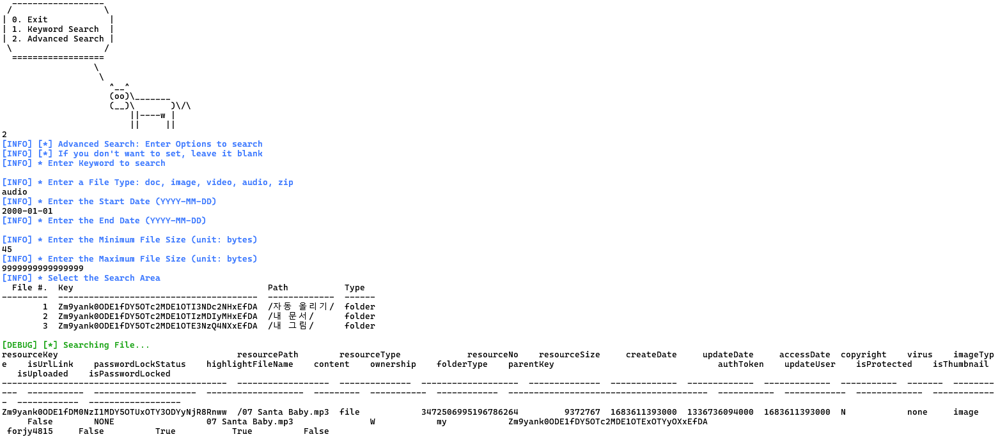 ------------------
 /                  \
| 0. Exit            |
| 1. Keyword Search  |
| 2. Advanced Search |
 \                  /
  ==================
                  \
                   \
                     ^__^
                     (oo)\_______
                     (__)\       )\/\
                         ||----w |
                         ||     ||
2
[INFO] [*] Advanced Search: Enter Options to search
[INFO] [*] If you don't want to set, leave it blank
[INFO] * Enter Keyword to search

[INFO] * Enter a File Type: doc, image, video, audio, zip
audio
[INFO] * Enter the Start Date (YYYY-MM-DD)
2000-01-01
[INFO] * Enter the End Date (YYYY-MM-DD)

[INFO] * Enter the Minimum File Size (unit: bytes)
45
[INFO] * Enter the Maximum File Size (unit: bytes)
9999999999999999
[INFO] * Select the Search Area
  File #.  Key                                      Path           Type
---------  ---------------------------------------  -------------  ------
        1  Zm9yank0ODE1fDY5OTc2MDE1OTI3NDc2NHxEfDA  /자동 올리기/  folder
        2  Zm9yank0ODE1fDY5OTc2MDE1OTIzMDIyMHxEfDA  /내 문서/      folder
        3  Zm9yank0ODE1fDY5OTc2MDE1OTE3NzQ4NXxEfDA  /내 그림/      folder

[DEBUG] [*] Searching File...
resourceKey  resourcePath  resourceType  resourceNo  resourceSize  createDate  updateDate  accessDate  copyright  virus  imageTyp
e  isUrlLink  passwordLockStatus  highlightFileName  content  ownership  folderType  parentKey  authToken  updateUser  isProtected  isThumbnail
   isUploaded  isPasswordLocked
Zm9yank0ODE1fDM0NzI1MDY5OTUxOTY3ODYyNjR8Rnww  /07 Santa Baby.mp3  file  3472506995196786264  9372767  1683611393000  1336736094000  1683611393000  N  none  image
     False  NONE  07 Santa Baby.mp3  W  my  Zm9yank0ODE1fDY5OTc2MDE1OTExOTYyOXxEfDA
 forjy4815  False  True  True  False